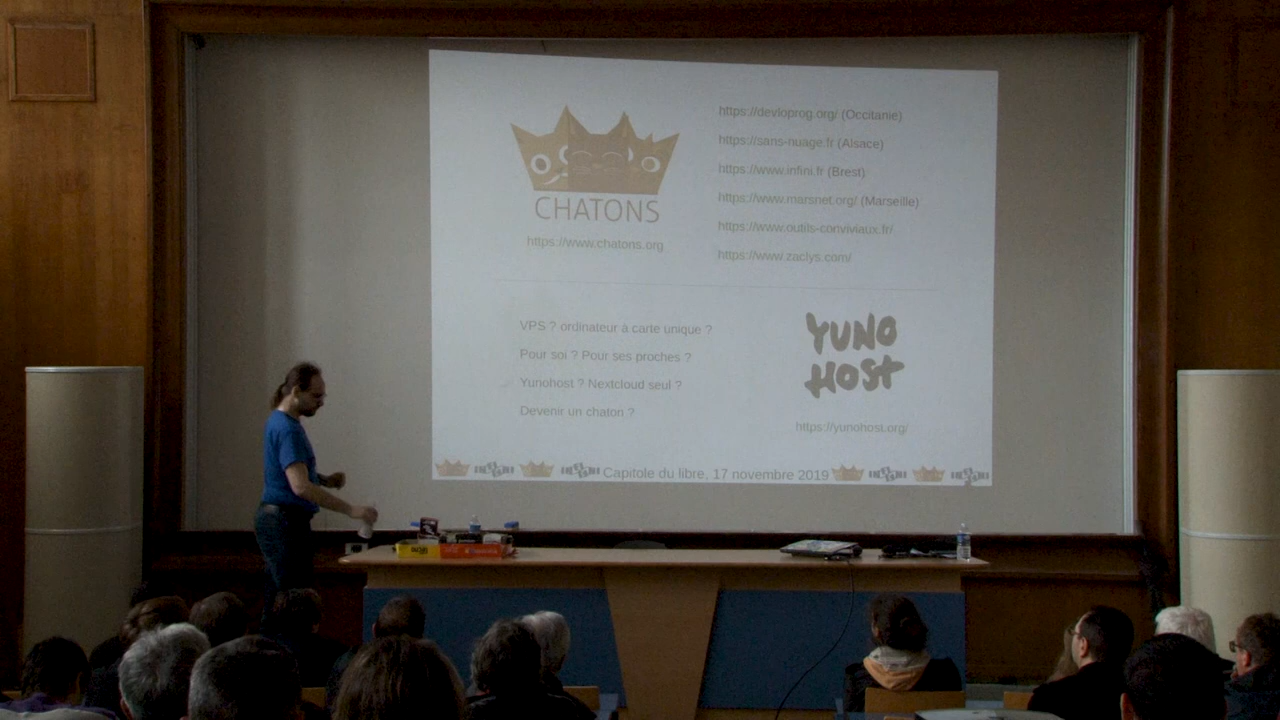 CHATONS
https://www.chatons.org
https://devloprog.org/ (Occitanie)
https://sans-nuage.fr (Alsace)
https://www.infini.fr (Brest)
https://www.marsnet.org/ (Marseille)
https://www.outils-conviviaux.fr/
https://www.zaclys.com/
VPS ? ordinateur à carte unique ?
Pour soi ? Pour ses proches ?
Yunohost ? Nextcloud seul ?
Devenir un chaton ?
YUNO
HOST
https://yunohost.org/
Capitole du libre, 17 novembre 2019